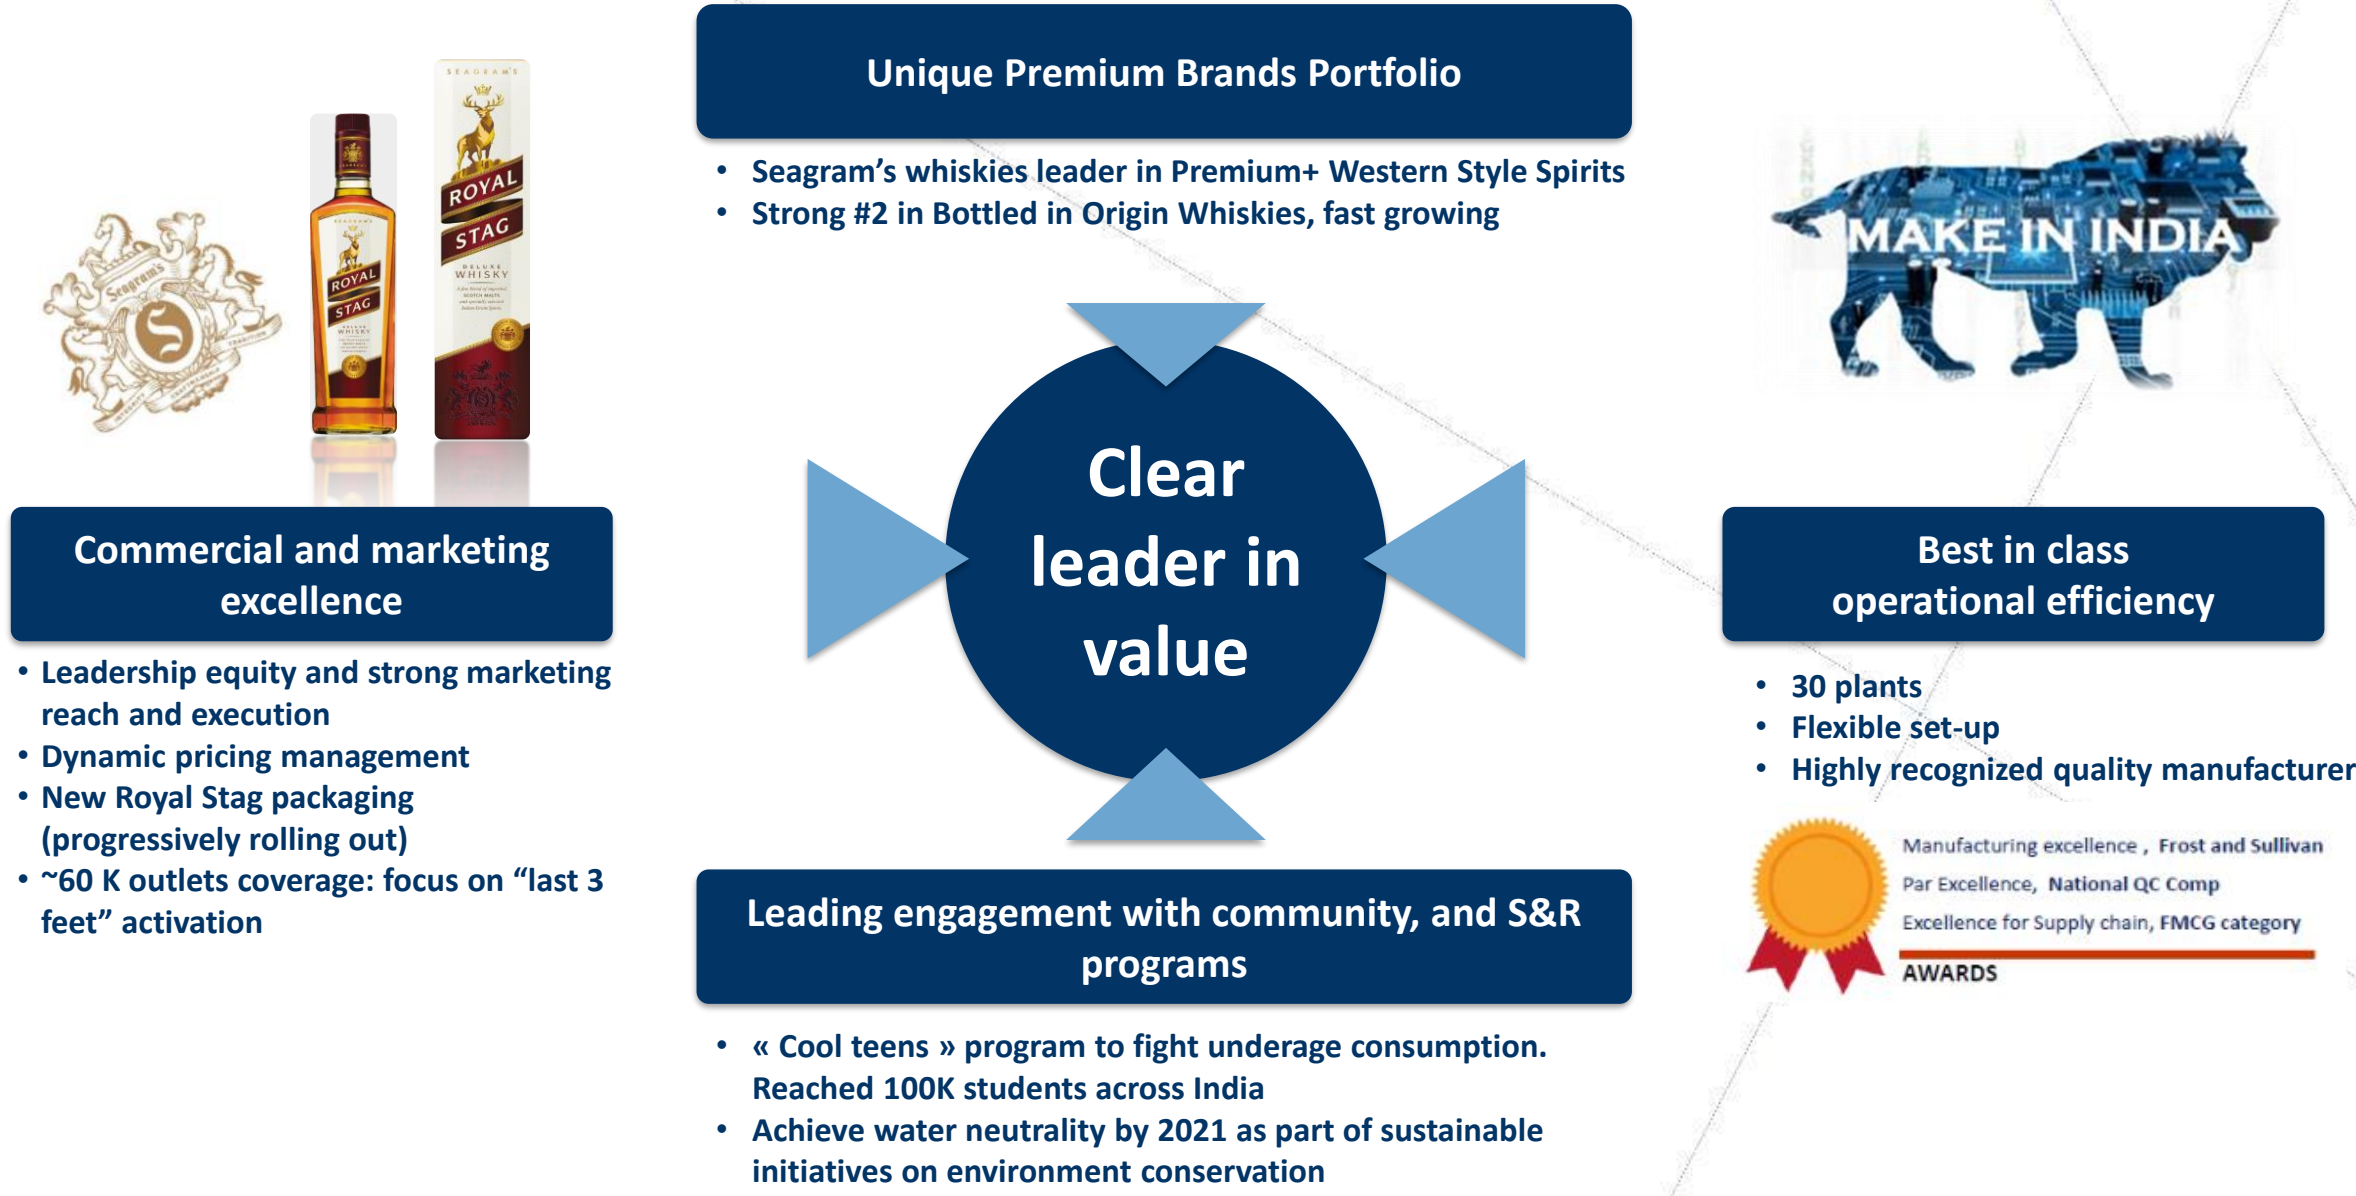 Unique Premium Brands Portfolio
• Seagram’s whiskies leader in Premium+ Western Style Spirits
• Strong #2 in Bottled in Origin Whiskies, fast growing
SEAGRAM'S
ROYAL
STAG
DELUXE
WHISKY
ROYAL
STAG
DELUXE
WHISKY
Seagram's
S
MAKE IN INDIA
Clear
leader in
value
Commercial and marketing
excellence
• Leadership equity and strong marketing
reach and execution
• Dynamic pricing management
• New Royal Stag packaging
(progressively rolling out)
• ~60 K outlets coverage: focus on “last 3
feet” activation
Best in class
operational efficiency
• 30 plants
• Flexible set-up
• Highly recognized quality manufacturer
Manufacturing excellence , Frost and Sullivan
Par Excellence, National QC Comp
Excellence for Supply chain, FMCG category
AWARDS
Leading engagement with community, and S&R
programs
• « Cool teens » program to fight underage consumption.
Reached 100K students across India
• Achieve water neutrality by 2021 as part of sustainable
initiatives on environment conservation